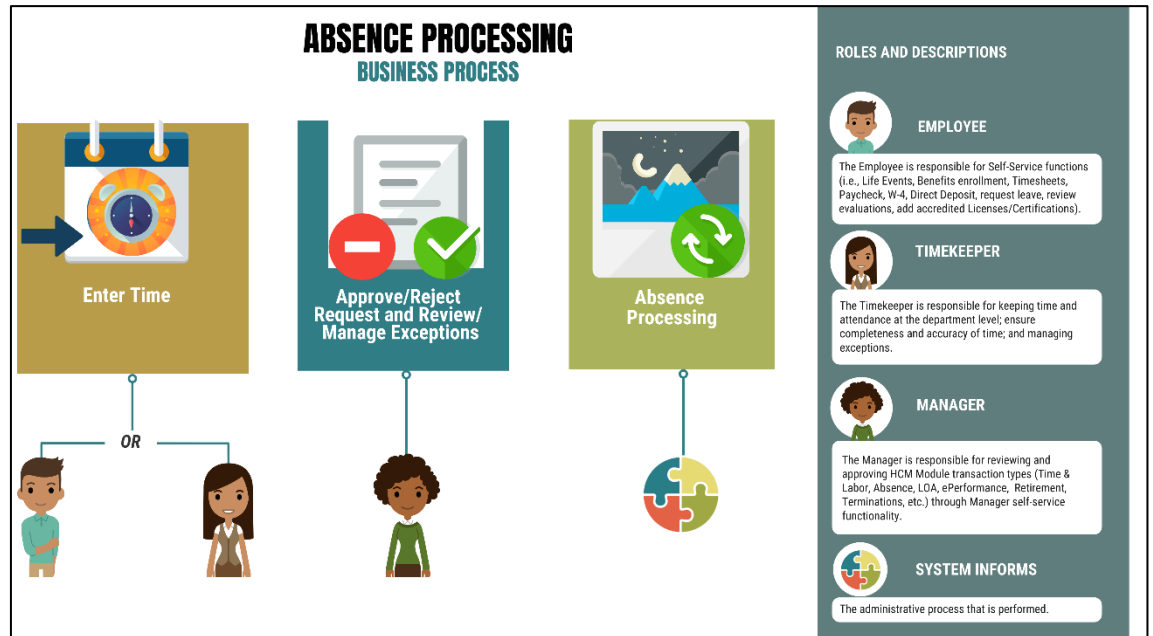 ABSENCE PROCESSING
BUSINESS PROCESS
Enter Time
OR
Approve/Reject
Request and Review/
Manage Exceptions
Absence
Processing
ROLES AND DESCRIPTIONS
EMPLOYEE
The Employee is responsible for Self-Service functions
(i.e., Life Events, Benefits enrollment, Timesheets,
Paycheck, W-4, Direct Deposit, request leave, review
evaluations, add accredited Licenses/Certifications).
TIMEKEEPER
The Timekeeper is responsible for keeping time and
attendance at the department level; ensure
completeness and accuracy of time; and managing
exceptions.
MANAGER
The Manager is responsible for reviewing and
approving HCM Module transaction types (Time &
Labor, Absence, LOA, ePerformance, Retirement,
Terminations, etc.) through Manager self-service
functionality.
SYSTEM INFORMS
The administrative process that is performed.